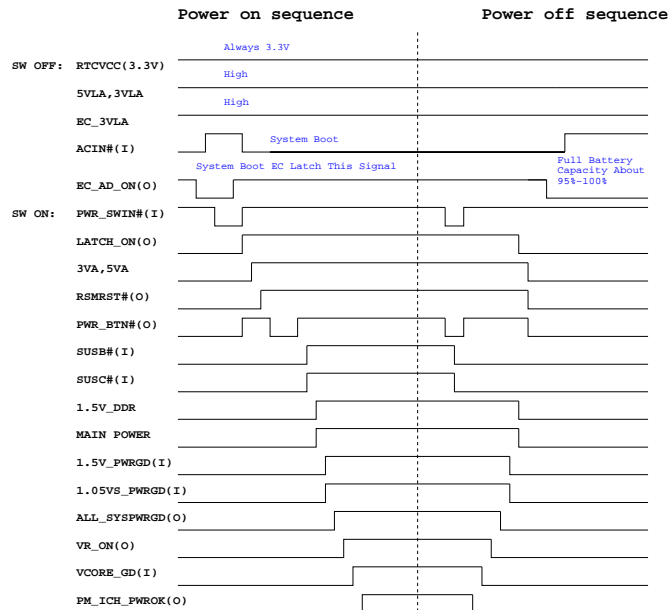 Power on sequence Power off sequence
Always 3.3V
SW OFF: RTCVCC(3.3V)
High
5VLA,3VLA
High
EC_3VLA
System Boot
ACIN#(I)
System Boot EC Latch This Signal
Full Battery
Capacity About
95%-100%
EC_AD_ON(O)
SW ON: PWR_SWIN#(I)
LATCH_ON(O)
3VA,5VA
RSMRST#(O)
PWR_BTN#(O)
SUSB#(I)
SUSC#(I)
1.5V_DDR
MAIN POWER
1.5V_PWRGD(I)
1.05VS_PWRGD(I)
ALL_SYSPWRGD(O)
VR_ON(O)
VCORE_GD(I)
PM_ICH_PWROK(O)